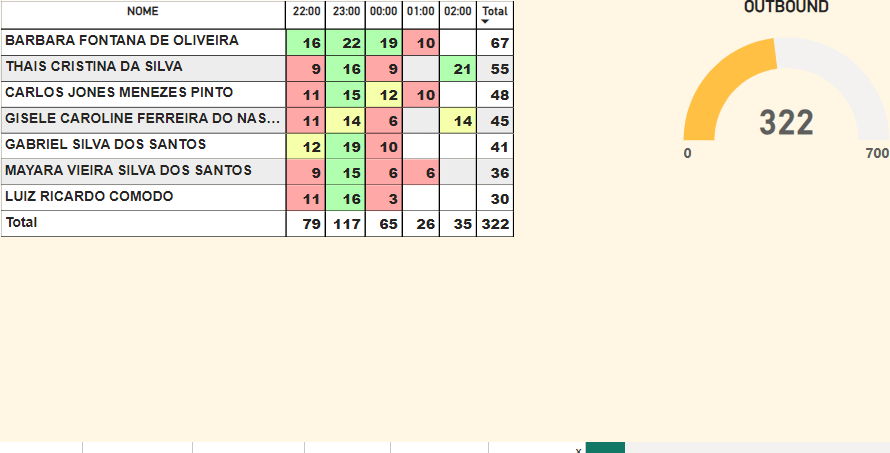 NOME 22:00 23:00 00:00 01:00 02:00 Total
BARBARA FONTANA DE OLIVEIRA 16 22 19 10 67
THAIS CRISTINA DA SILVA 9 16 9 21 55
CARLOS JONES MENEZES PINTO 11 15 12 10 48
GISELE CAROLINE FERREIRA DO NAS... 11 14 6 14 45
GABRIEL SILVA DOS SANTOS 12 19 10 41
MAYARA VIEIRA SILVA DOS SANTOS 9 15 6 6 36
LUIZ RICARDO COMODO 11 16 3 30
Total 79 117 65 26 35 322
OUTBOUND
322
0 700
x